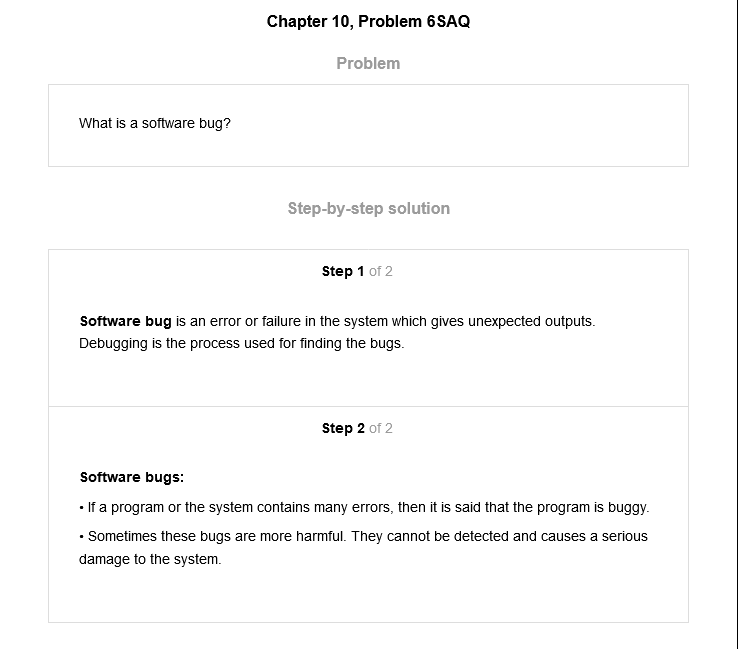 Chapter 10, Problem 6SAQ
Problem
What is a software bug?
Step-by-step solution
Step 1 of 2
Software bug is an error or failure in the system which gives unexpected outputs.
Debugging is the process used for finding the bugs.
Step 2 of 2
Software bugs:
• If a program or the system contains many errors, then it is said that the program is buggy.
• Sometimes these bugs are more harmful. They cannot be detected and causes a serious
damage to the system.